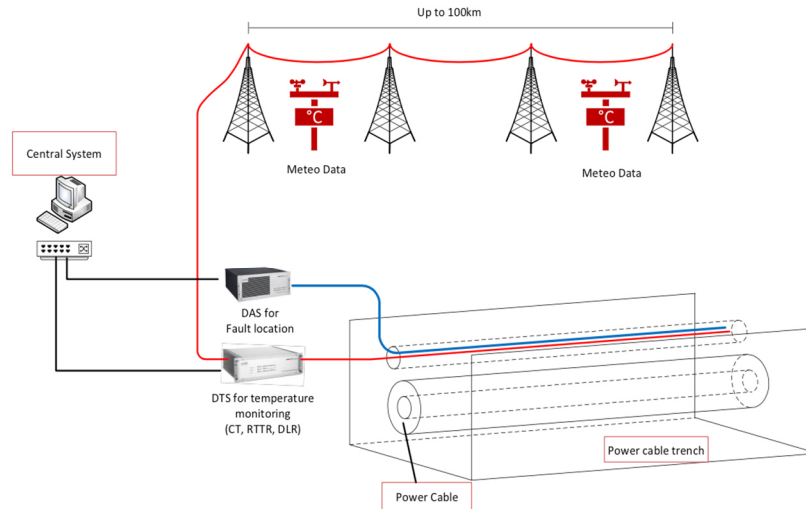 Up to 100km
°C
°C
Meteo Data
Meteo Data
Central System
DAS for
Fault location
DTS for temperature
monitoring
(CT, RTTR, DLR)
Power cable trench
Power Cable